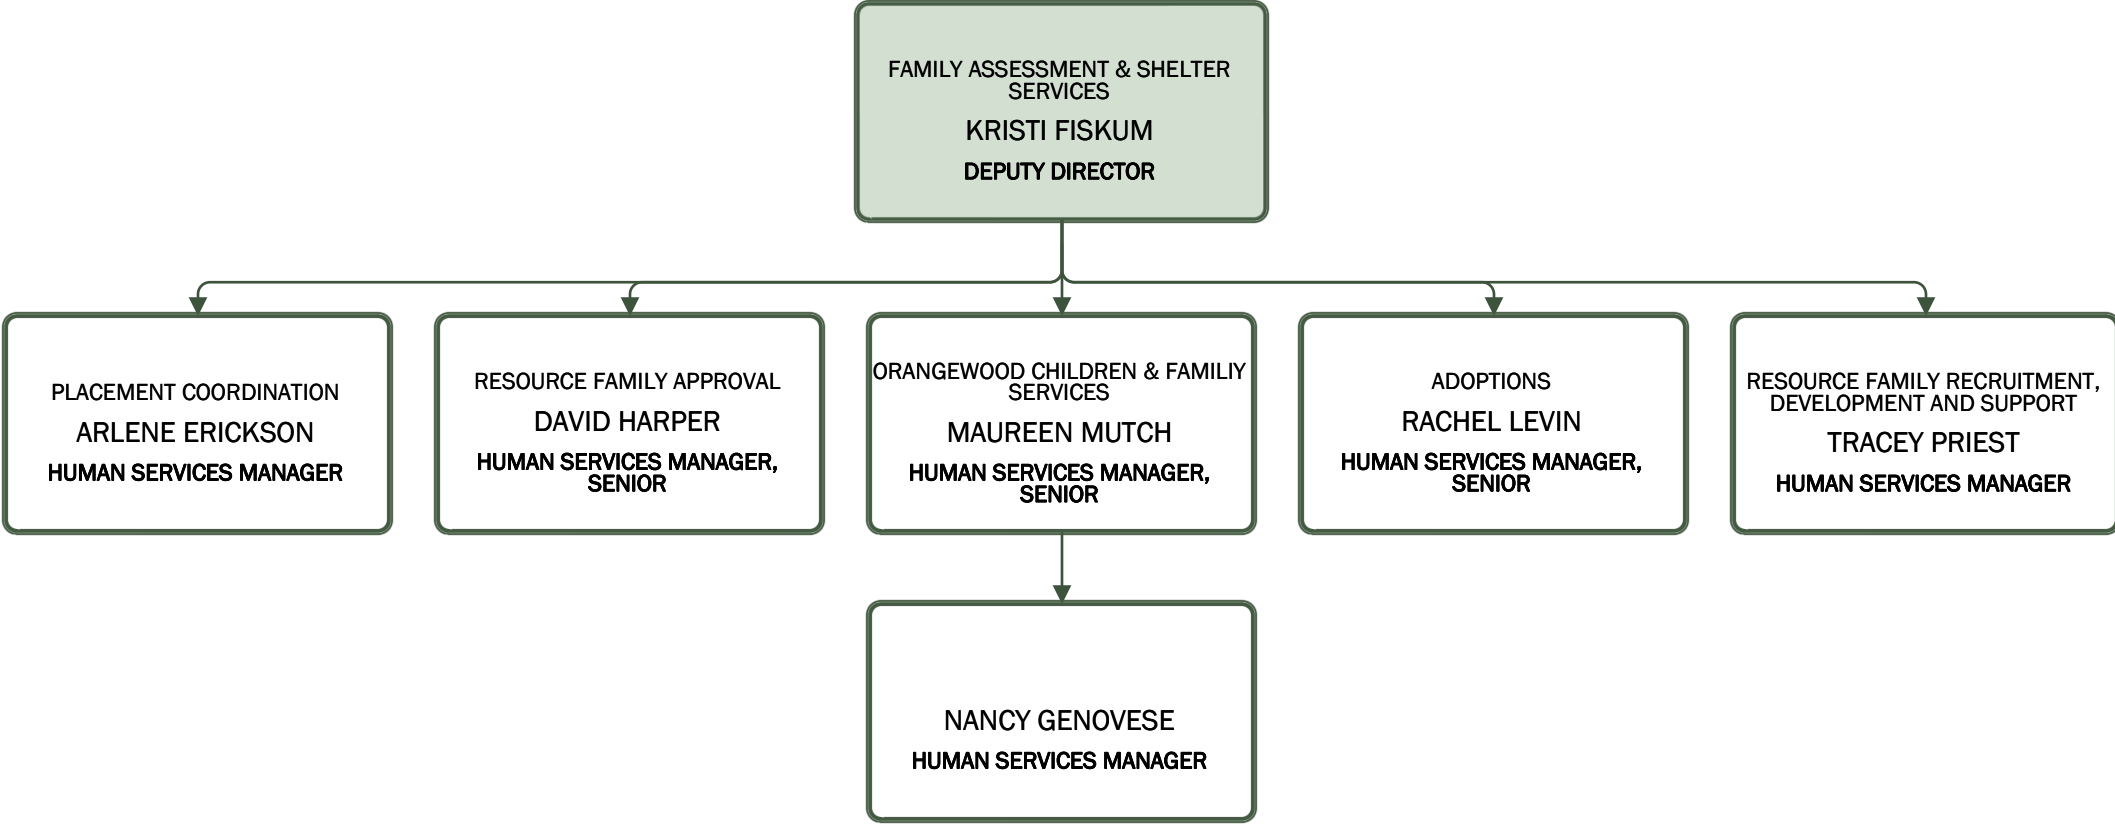 FAMILY ASSESSMENT & SHELTER
SERVICES
KRISTI FISKUM
DEPUTY DIRECTOR
PLACEMENT COORDINATION
ARLENE ERICKSON
HUMAN SERVICES MANAGER
RESOURCE FAMILY APPROVAL
DAVID HARPER
HUMAN SERVICES MANAGER,
SENIOR
ORANGEWOOD CHILDREN & FAMILIY
SERVICES
MAUREEN MUTCH
HUMAN SERVICES MANAGER,
SENIOR
ADOPTIONS
RACHEL LEVIN
HUMAN SERVICES MANAGER,
SENIOR
RESOURCE FAMILY RECRUITMENT,
DEVELOPMENT AND SUPPORT
TRACEY PRIEST
HUMAN SERVICES MANAGER
NANCY GENOVESE
HUMAN SERVICES MANAGER